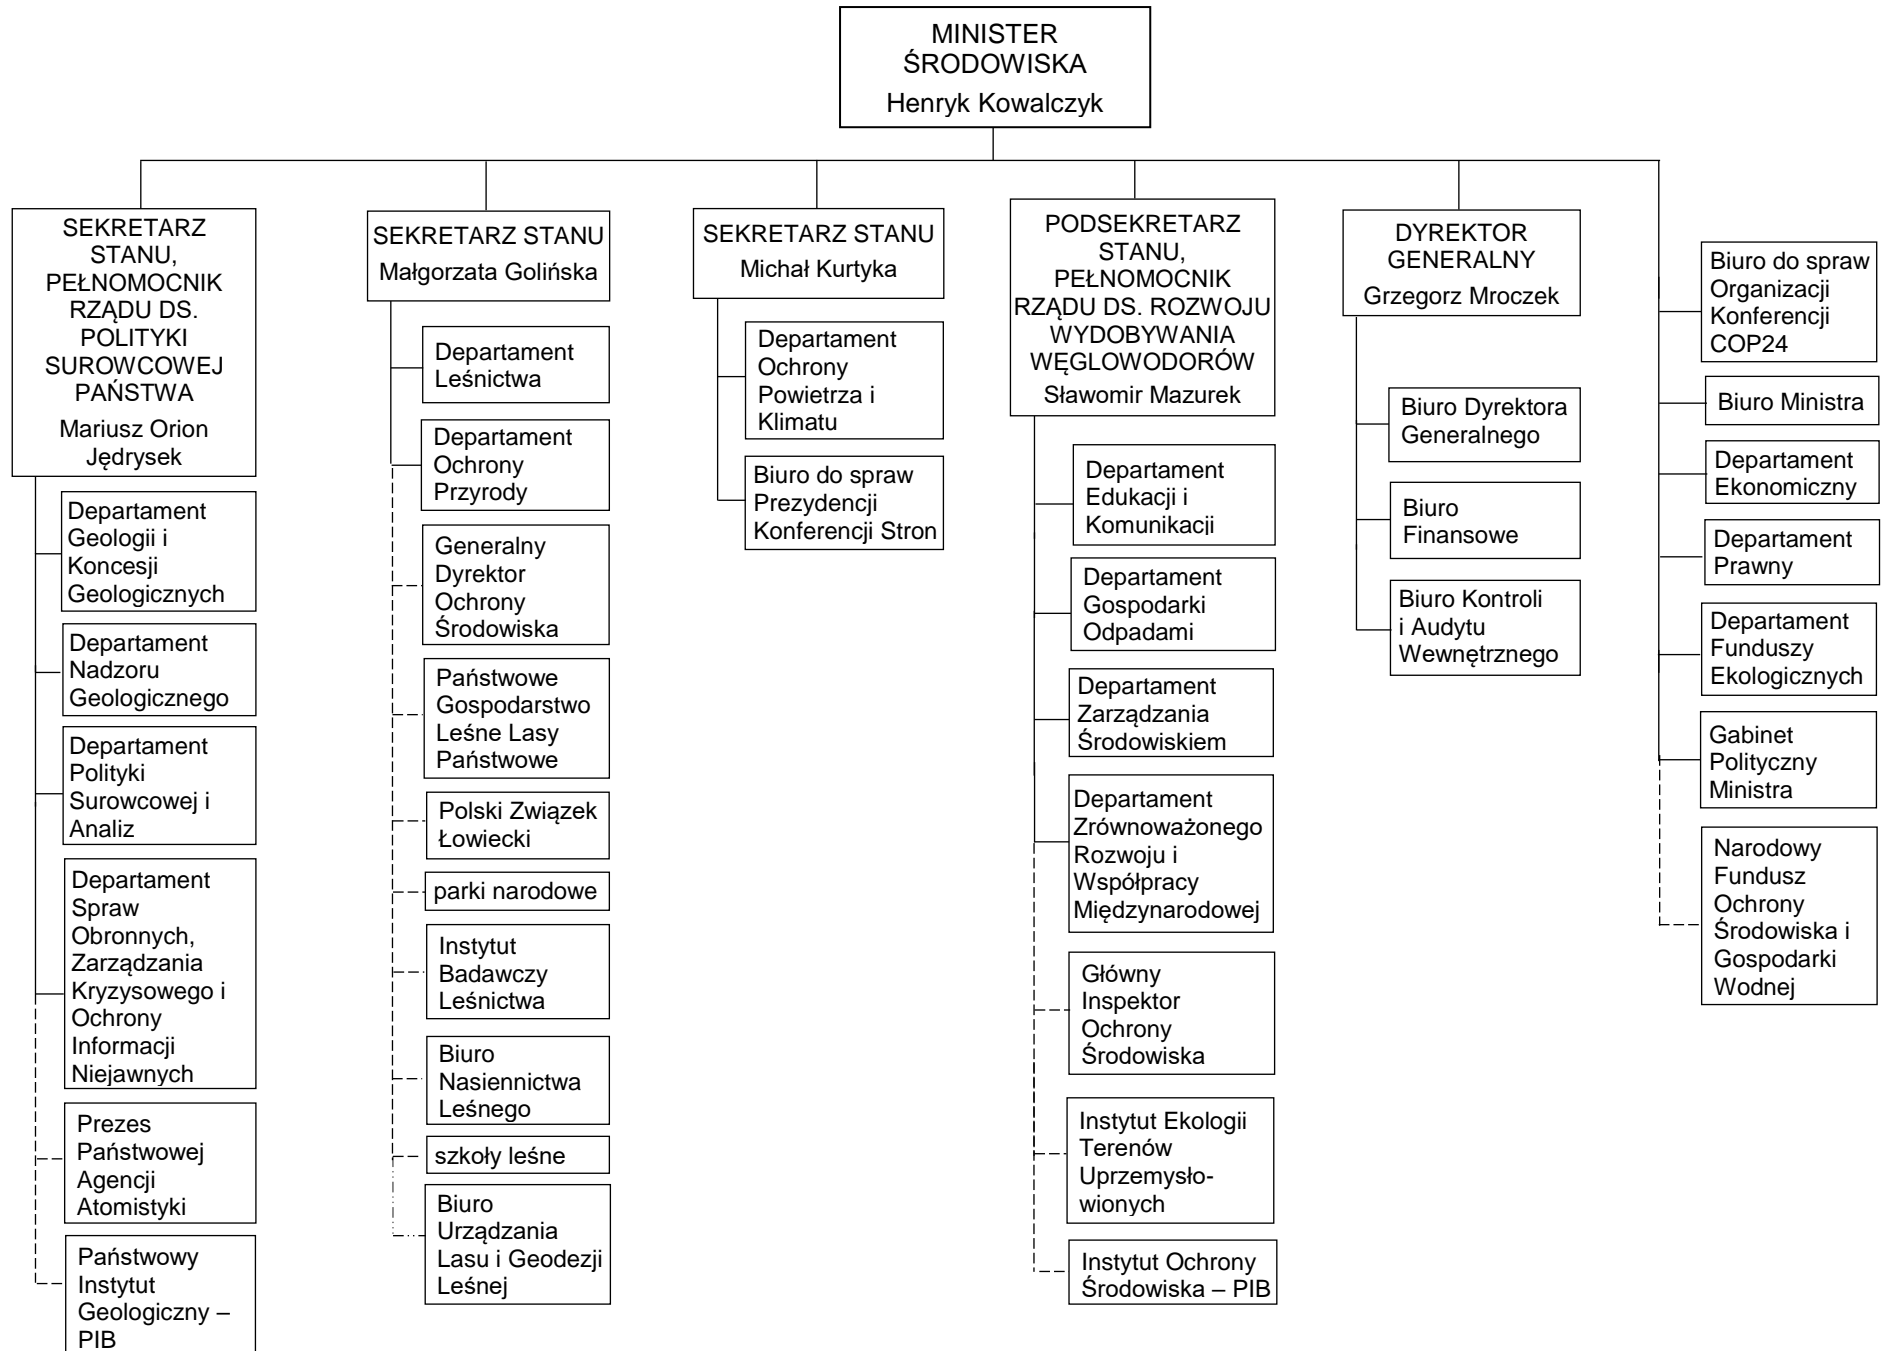 MINISTER
ŚRODOWISKA
Henryk Kowalczyk
SEKRETARZ
STANU,
PEŁNOMOCNIK
RZĄDU DS.
POLITYKI
SUROWCOWEJ
PAŃSTWA
Mariusz Orion
Jędrysek
Departament
Geologii i
Koncesji
Geologicznych
Departament
Nadzoru
Geologicznego
Departament
Polityki
Surowcowej i
Analiz
Departament
Spraw
Obronnych,
Zarządzania
Kryzysowego i
Ochrony
Informacji
Niejawnych
Prezes
Państwowej
Agencji
Atomistyki
Państwowy
Instytut
Geologiczny –
PIB
SEKRETARZ STANU
Małgorzata Golińska
Departament
Leśnictwa
Departament
Ochrony
Przyrody
Generalny
Dyrektor
Ochrony
Środowiska
Państwowe
Gospodarstwo
Leśne Lasy
Państwowe
Polski Związek
Łowiecki
parki narodowe
Instytut
Badawczy
Leśnictwa
Biuro
Nasiennictwa
Leśnego
szkoły leśne
Biuro
Urządzania
Lasu i Geodezji
Leśnej
SEKRETARZ STANU
Michał Kurtyka
Departament
Ochrony
Powietrza i
Klimatu
Biuro do spraw
Prezydencji
Konferencji Stron
PODSEKRETARZ
STANU,
PEŁNOMOCNIK
RZĄDU DS. ROZWOJU
WYDOBYWANIA
WĘGLOWODORÓW
Sławomir Mazurek
Departament
Edukacji i
Komunikacji
Departament
Gospodarki
Odpadami
Departament
Zarządzania
Środowiskiem
Departament
Zrównoważonego
Rozwoju i
Współpracy
Międzynarodowej
Główny
Inspektor
Ochrony
Środowiska
Instytut Ekologii
Terenów
Uprzemysło-
wionych
Instytut Ochrony
Środowiska – PIB
DYREKTOR
GENERALNY
Grzegorz Mroczek
Biuro Dyrektora
Generalnego
Biuro
Finansowe
Biuro Kontroli
i Audytu
Wewnętrznego
Biuro do spraw
Organizacji
Konferencji
COP24
Biuro Ministra
Departament
Ekonomiczny
Departament
Prawny
Departament
Funduszy
Ekologicznych
Gabinet
Polityczny
Ministra
Narodowy
Fundusz
Ochrony
Środowiska i
Gospodarki
Wodnej